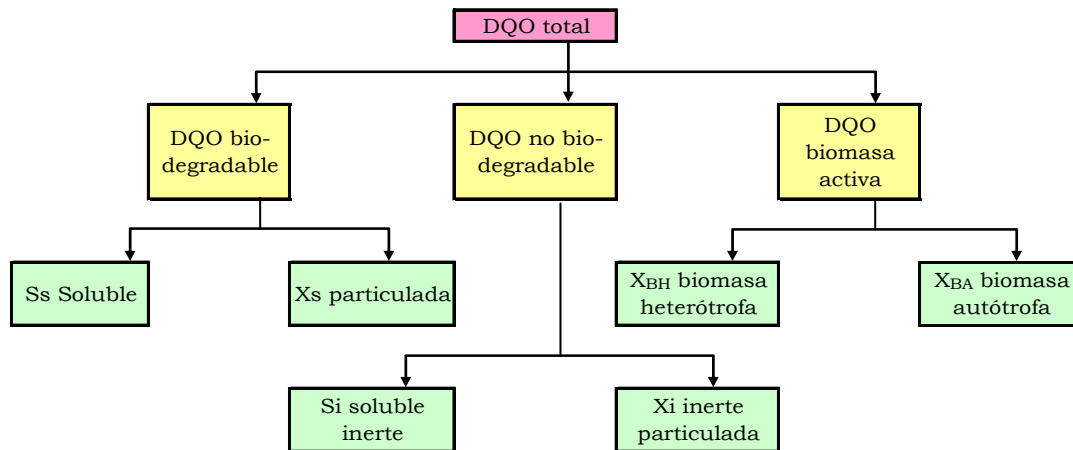 DQO total
DQO bio-
degradable
DQO no bio-
degradable
DQO
biomasa
activa
Ss Soluble
Xs particulada
XBH biomasa
heterótrofa
XBA biomasa
autótrofa
Si soluble
inerte
Xi inerte
particulada